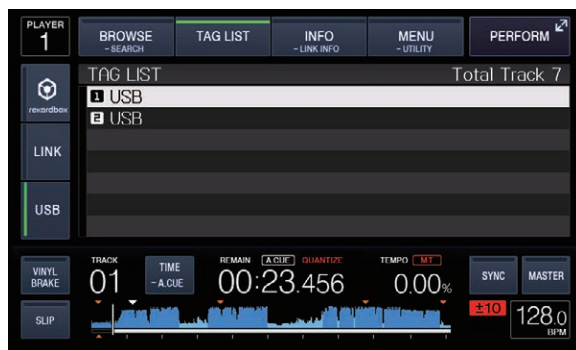 PLAYER
1
BROWSE
- SEARCH
TAG LIST
INFO
- LINK INFO
MENU
- UTILITY
PERFORM
rekordbox
LINK
USB
TAG LIST Total Track 7
1 USB
2 USB
VINYL
BRAKE
SLIP
TRACK
01
TIME
- A.CUE
REMAIN A.CUE QUANTIZE
00:23.456
TEMPO MT
0.00%
SYNC
MASTER
±10
128.0
BPM